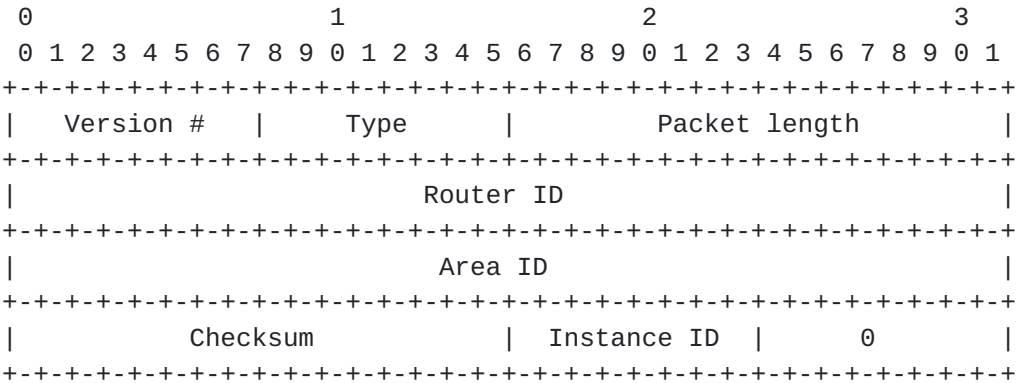 0                   1                   2                   3
 0 1 2 3 4 5 6 7 8 9 0 1 2 3 4 5 6 7 8 9 0 1 2 3 4 5 6 7 8 9 0 1
+-+-+-+-+-+-+-+-+-+-+-+-+-+-+-+-+-+-+-+-+-+-+-+-+-+-+-+-+-+-+-+-+
|   Version #   |     Type      |         Packet length         |
+-+-+-+-+-+-+-+-+-+-+-+-+-+-+-+-+-+-+-+-+-+-+-+-+-+-+-+-+-+-+-+-+
|                          Router ID                            |
+-+-+-+-+-+-+-+-+-+-+-+-+-+-+-+-+-+-+-+-+-+-+-+-+-+-+-+-+-+-+-+-+
|                           Area ID                             |
+-+-+-+-+-+-+-+-+-+-+-+-+-+-+-+-+-+-+-+-+-+-+-+-+-+-+-+-+-+-+-+-+
|           Checksum            |  Instance ID  |      0        |
+-+-+-+-+-+-+-+-+-+-+-+-+-+-+-+-+-+-+-+-+-+-+-+-+-+-+-+-+-+-+-+-+